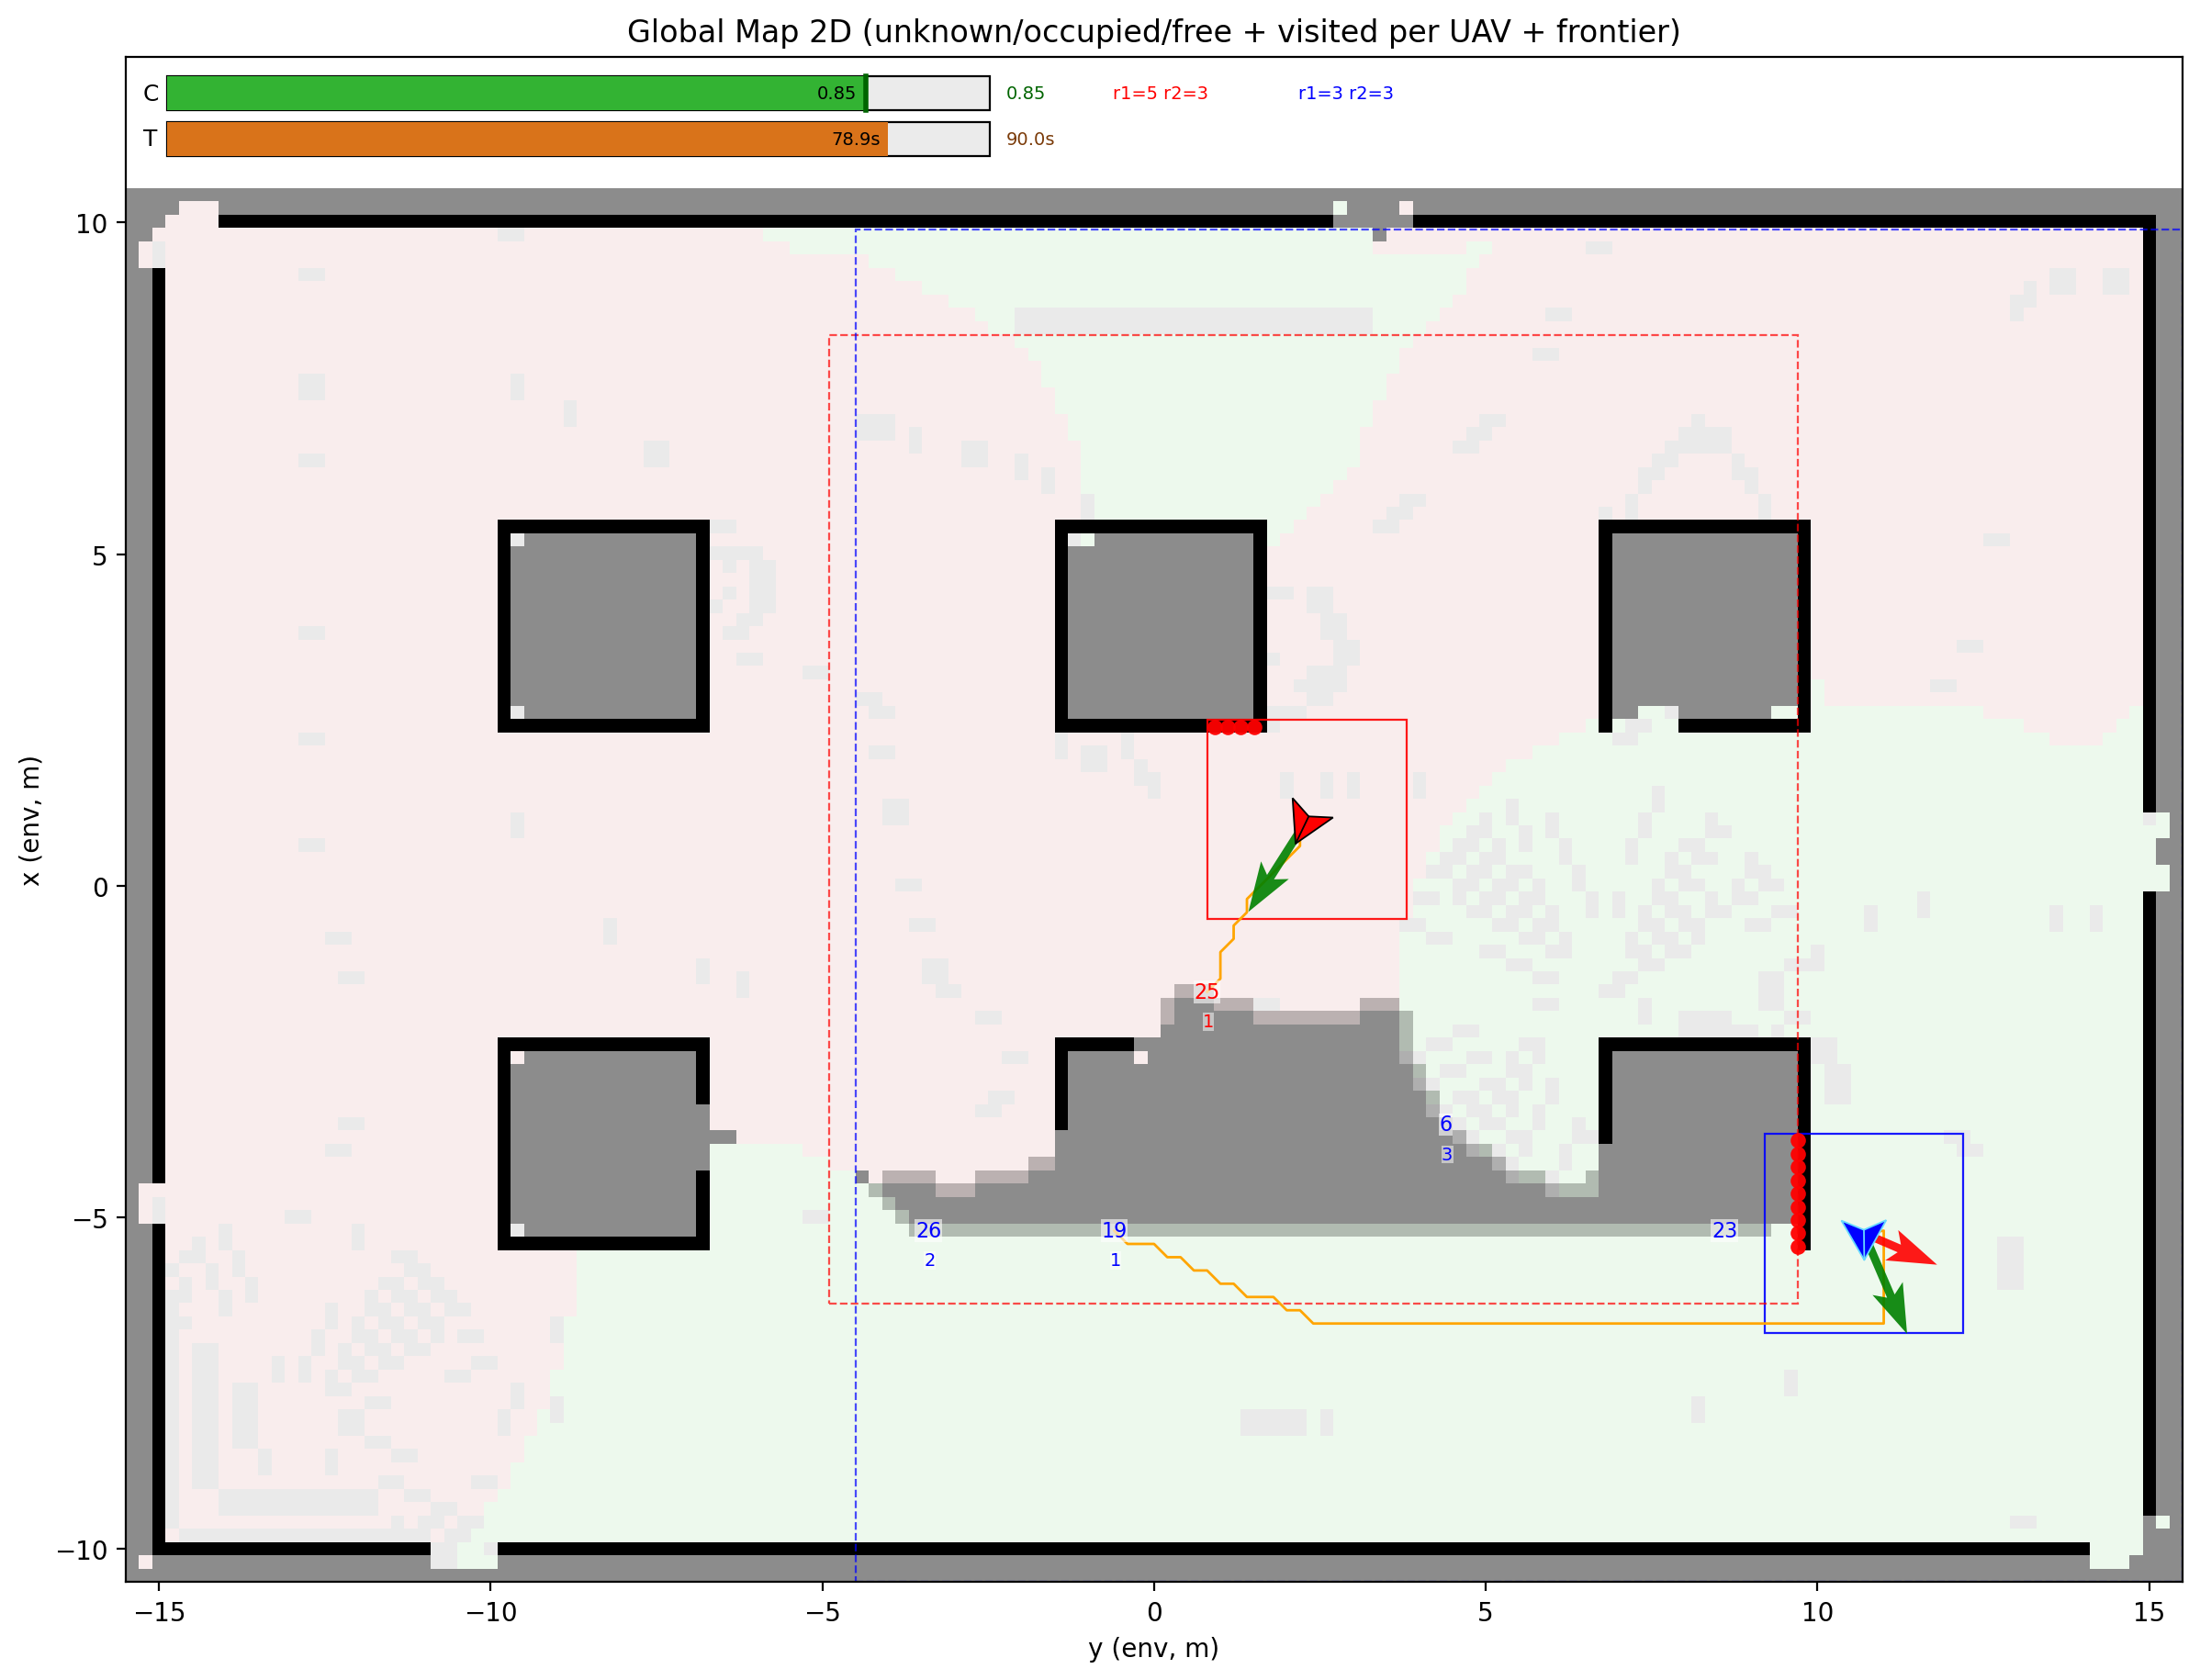 Global Map 2D (unknown/occupied/free + visited per UAV + frontier)
C 0.85 0.85 r1=5 r2=3 r1=3 r2=3
T 78.9s 90.0s
10
5
0
−5
−10
x (env, m)
25
1
6
3
26
2
19
1
23
−15 −10 −5 0 5 10 15
y (env, m)